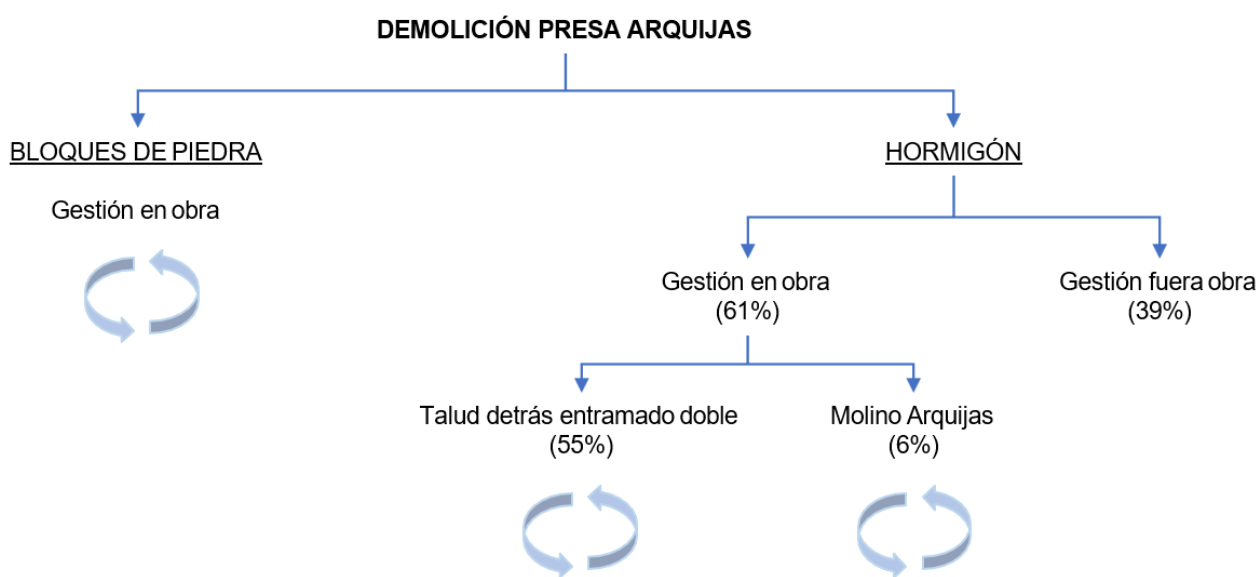 DEMOLICIÓN PRESA ARQUIJAS
BLOQUES DE PIEDRA
HORMIGÓN
Gestión en obra
Gestión en obra
(61%)
Gestión fuera obra
(39%)
Talud detrás entramado doble
(55%)
Molino Arquijas
(6%)